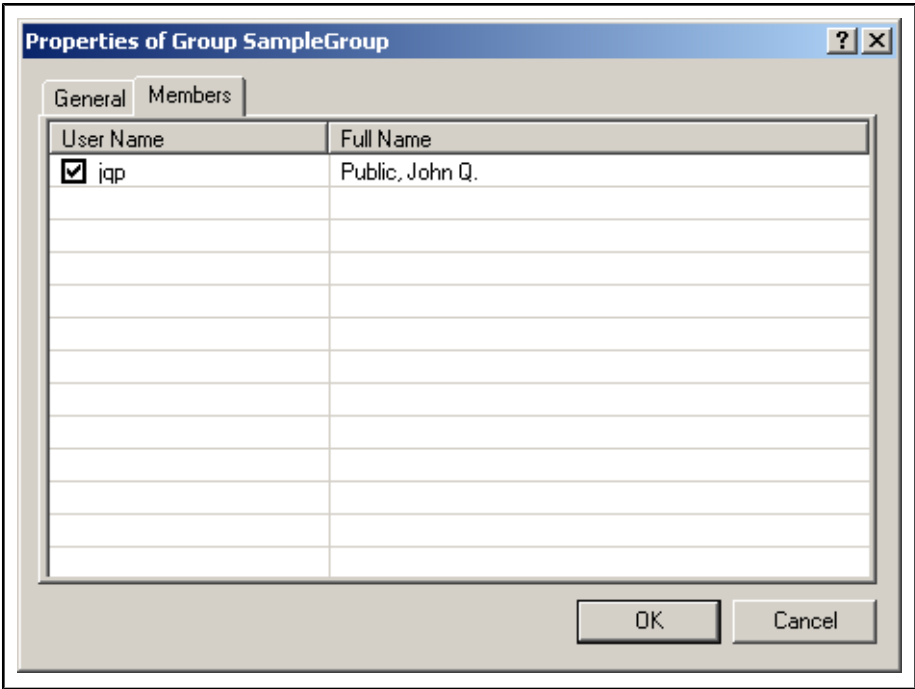 Properties of Group SampleGroup
General Members
User Name Full Name
jqp Public, John Q.
OK Cancel